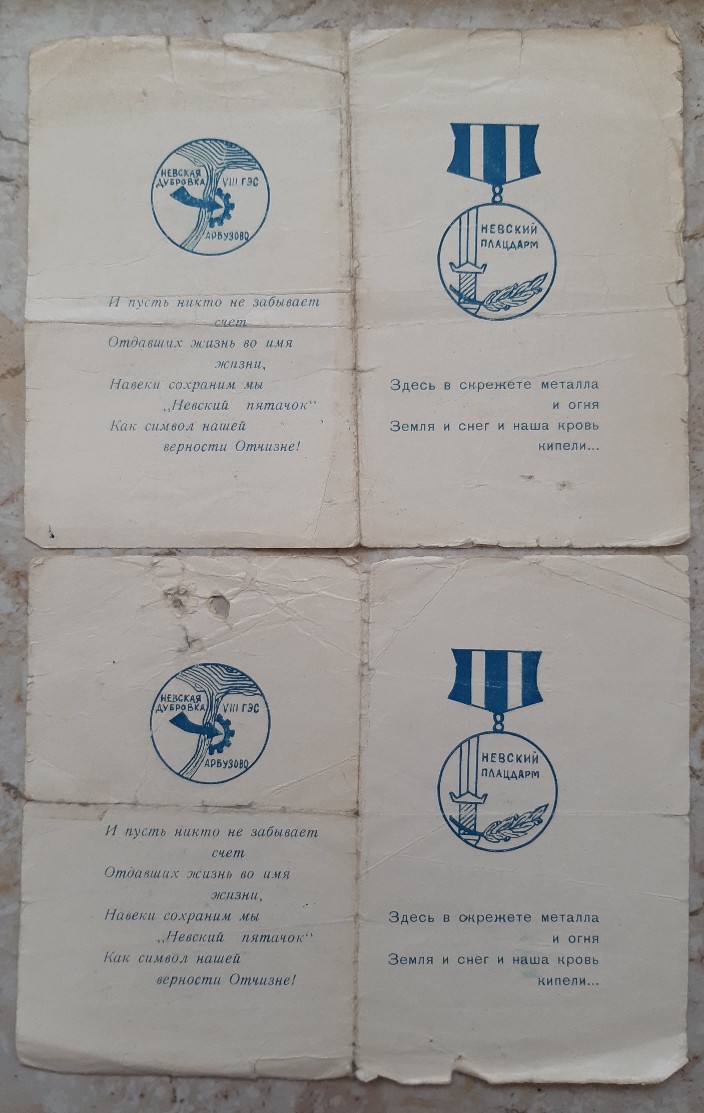 НЕВСКАЯ
ДУБРОВКА
VIII ГЭС
АРБУЗОВО
И пусть никто не забывает
счет
Отдавших жизнь во имя
жизни,
Навеки сохраним мы
„Невский пятачок“
Как символ нашей
верности Отчизне!
НЕВСКИЙ
ПЛАЦДАРМ
Здесь в скрежете металла
и огня
Земля и снег и наша кровь
кипели...
НЕВСКАЯ
ДУБРОВКА
VIII ГЭС
АРБУЗОВО
И пусть никто не забывает
счет
Отдавших жизнь во имя
жизни,
Навеки сохраним мы
„Невский пятачок“
Как символ нашей
верности Отчизне!
НЕВСКИЙ
ПЛАЦДАРМ
Здесь в скрежете металла
и огня
Земля и снег и наша кровь
кипели...